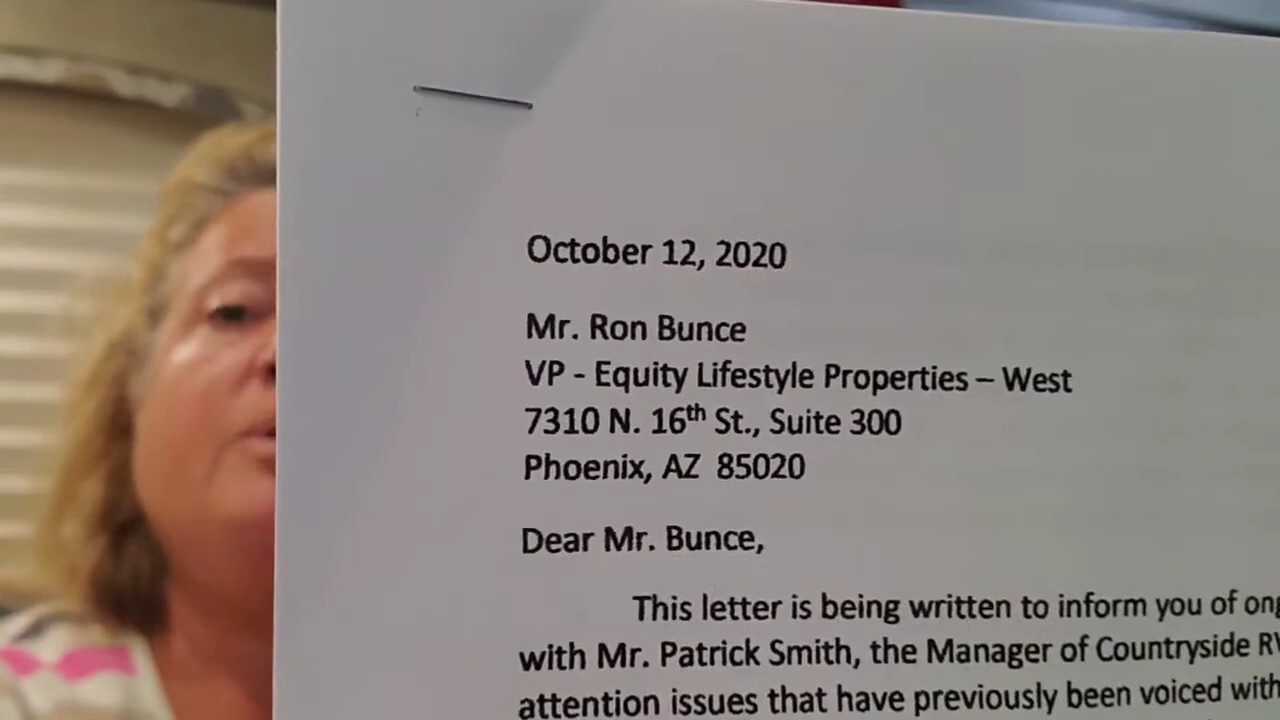 October 12, 2020
Mr. Ron Bunce
VP - Equity Lifestyle Properties – West
7310 N. 16th St., Suite 300
Phoenix, AZ 85020
Dear Mr. Bunce,
This letter is being written to inform you of
with Mr. Patrick Smith, the Manager of Countryside
attention issues that have previously been voiced with